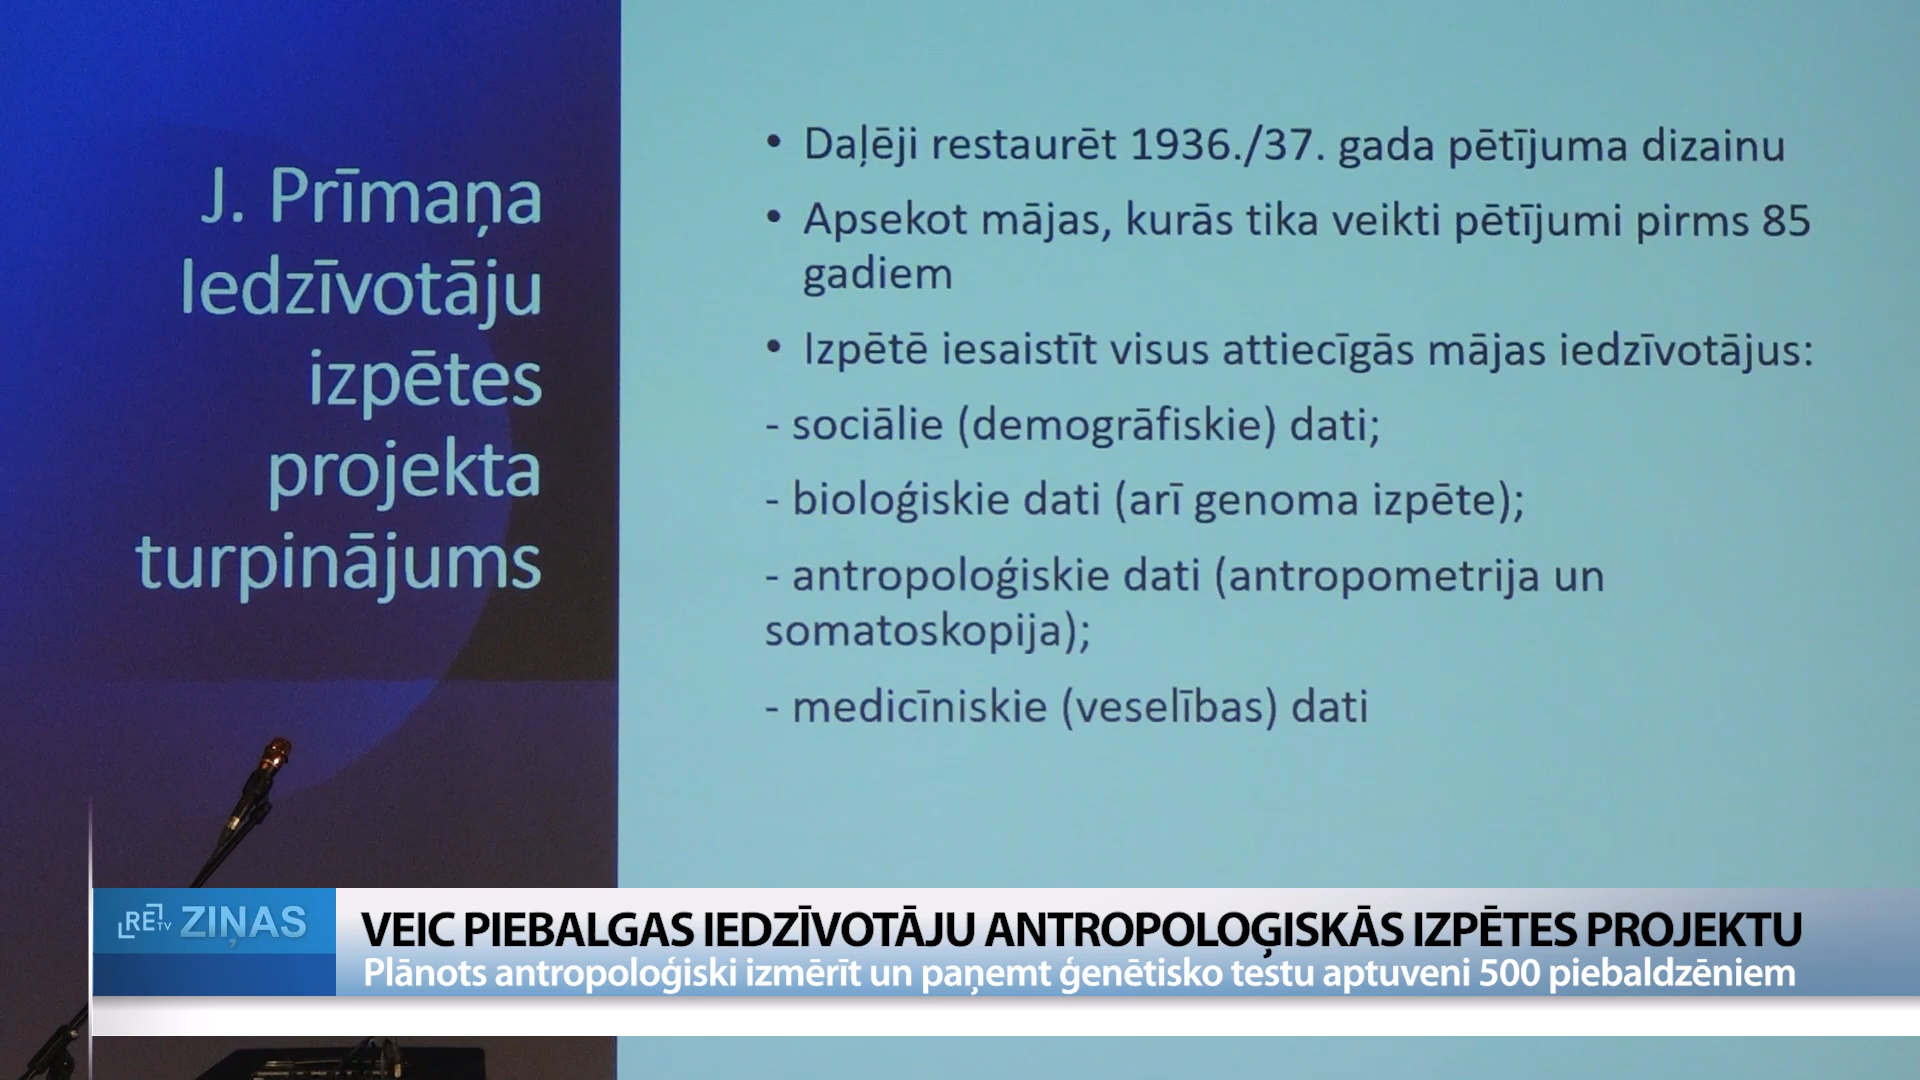 J. Prīmaņa
Iedzīvotāju
izpētes
projekta
turpinājums
• Daļēji restaurēt 1936./37. gada pētījuma dizainu
• Apsekot mājas, kurās tika veikti pētījumi pirms 85
gadiem
• Izpētē iesaistīt visus attiecīgās mājas iedzīvotājus:
- sociālie (demogrāfiskie) dati;
- bioloģiskie dati (arī genoma izpēte);
- antropoloģiskie dati (antropometrija un
somatoskopija);
- medicīniskie (veselības) dati
RE TV ZIŅAS
VEIC PIEBALGAS IEDZĪVOTĀJU ANTROPOLOĢISKĀS IZPĒTES PROJEKTU
Plānots antropoloģiski izmērīt un paņemt ģenētisko testu aptuveni 500 piebaldzēniem